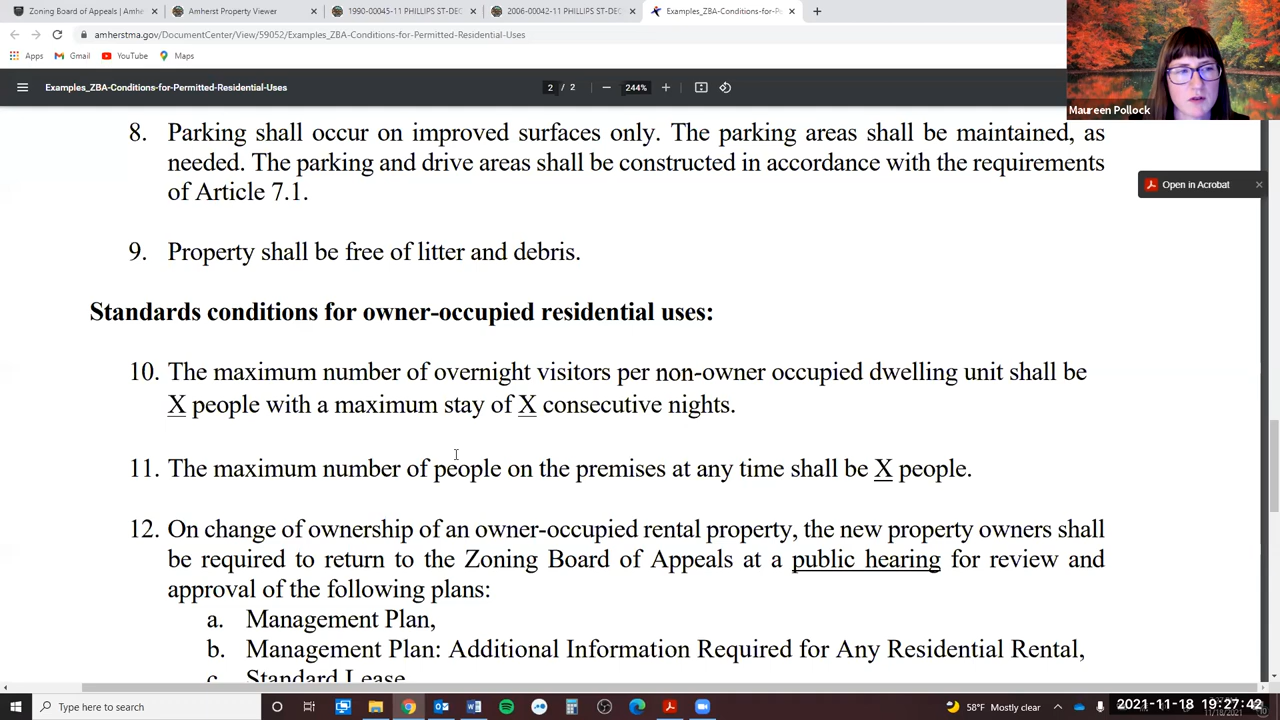 Zoning Board of Appeals | Amhe
Amherst Property Viewer
1990-00045-11 PHILLIPS ST-DEC
2006-00042-11 PHILLIPS ST-DEC
Examples_ZBA-Conditions-for-P
amherstma.gov/DocumentCenter/View/59052/Examples_ZBA-Conditions-for-Permitted-Residential-Uses
Apps
Gmail
YouTube
Maps
Examples_ZBA-Conditions-for-Permitted-Residential-Uses
2 / 2
244%
Maureen Pollock
Open in Acrobat
8. Parking shall occur on improved surfaces only. The parking areas shall be maintained, as
needed. The parking and drive areas shall be constructed in accordance with the requirements
of Article 7.1.
9. Property shall be free of litter and debris.
Standards conditions for owner-occupied residential uses:
10. The maximum number of overnight visitors per non-owner occupied dwelling unit shall be
X people with a maximum stay of X consecutive nights.
11. The maximum number of people on the premises at any time shall be X people.
12. On change of ownership of an owner-occupied rental property, the new property owners shall
be required to return to the Zoning Board of Appeals at a public hearing for review and
approval of the following plans:
a. Management Plan,
b. Management Plan: Additional Information Required for Any Residential Rental,
c. Standard Lease
Type here to search
58°F Mostly clear
2021-11-18 19:27:42